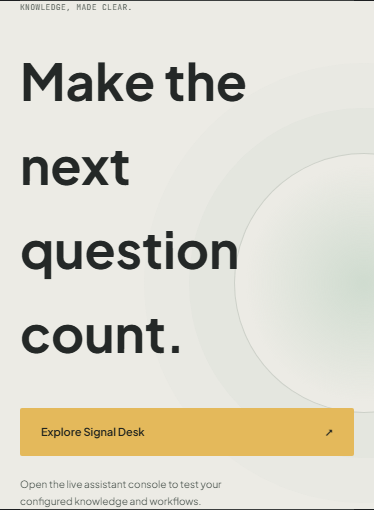 KNOWLEDGE, MADE CLEAR.
Make the
next
question
count.
Explore Signal Desk ↗
Open the live assistant console to test your
configured knowledge and workflows.